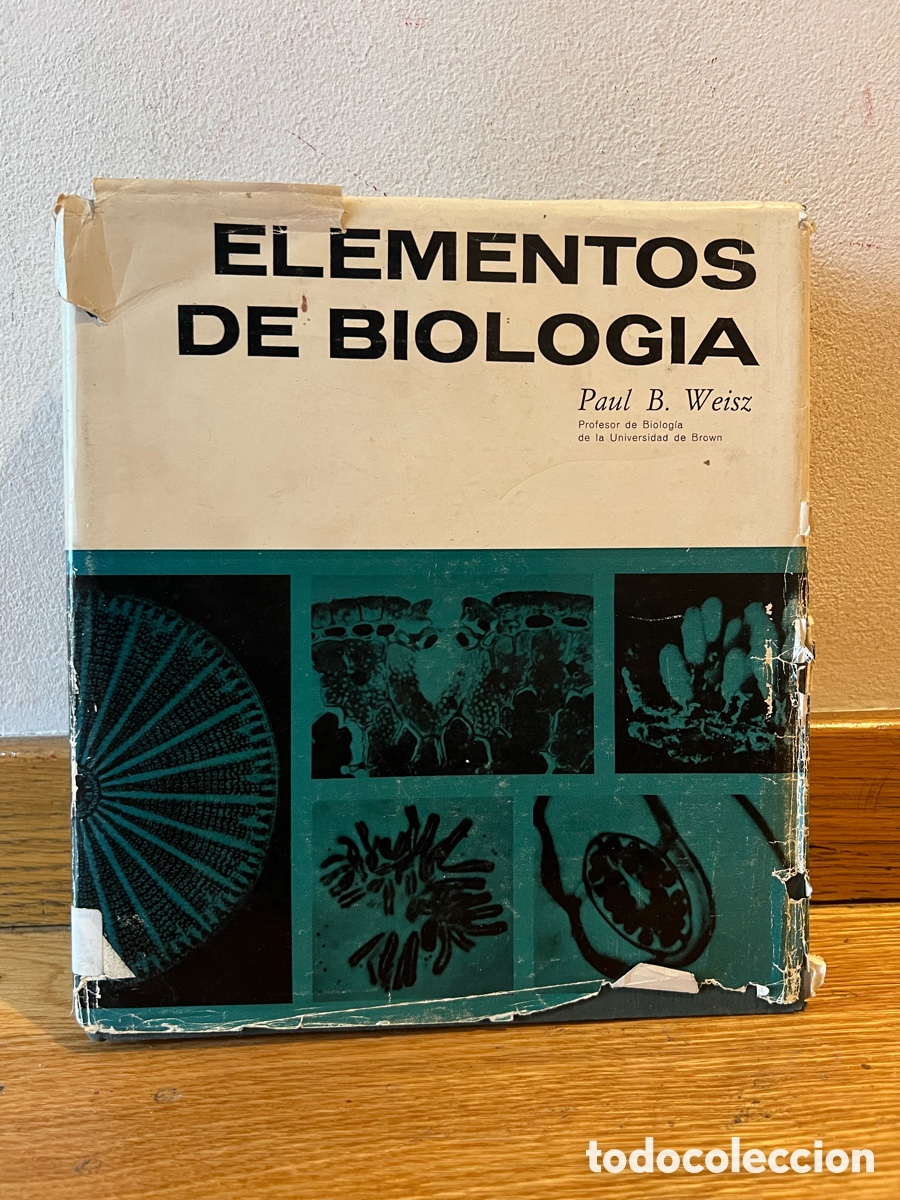 ELEMENTOS
DE BIOLOGIA
Paul B. Weisz
Profesor de Biología
de la Universidad de Brown
todocoleccion